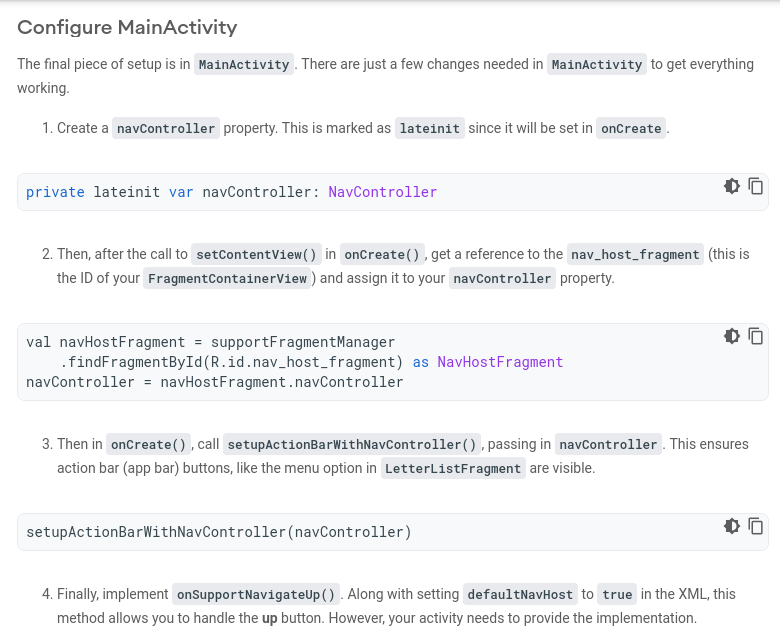 Configure MainActivity
The final piece of setup is in MainActivity. There are just a few changes needed in MainActivity to get everything
working.
1. Create a navController property. This is marked as lateinit since it will be set in onCreate.
private lateinit var navController: NavController
2. Then, after the call to setContentView() in onCreate(), get a reference to the nav_host_fragment (this is
the ID of your FragmentContainerView) and assign it to your navController property.
val navHostFragment = supportFragmentManager
    .findFragmentById(R.id.nav_host_fragment) as NavHostFragment
navController = navHostFragment.navController
3. Then in onCreate(), call setupActionBarWithNavController(), passing in navController. This ensures
action bar (app bar) buttons, like the menu option in LetterListFragment are visible.
setupActionBarWithNavController(navController)
4. Finally, implement onSupportNavigateUp(). Along with setting defaultNavHost to true in the XML, this
method allows you to handle the up button. However, your activity needs to provide the implementation.